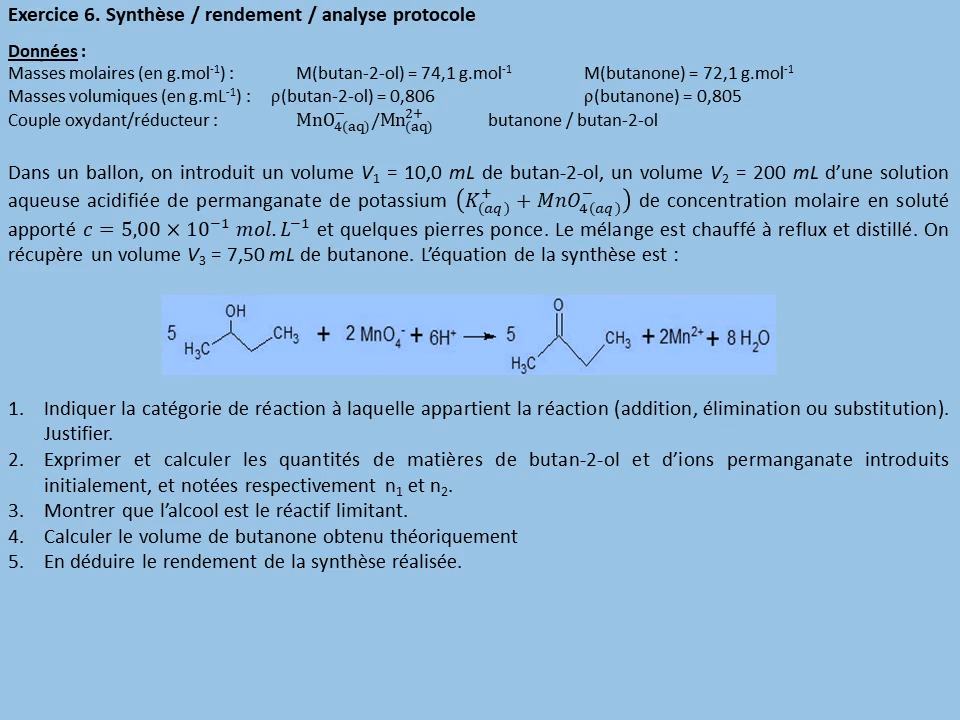 Exercice 6. Synthèse / rendement / analyse protocole
Données :
Masses molaires (en g.mol⁻¹) : M(butan-2-ol) = 74,1 g.mol⁻¹ M(butanone) = 72,1 g.mol⁻¹
Masses volumiques (en g.mL⁻¹) : ρ(butan-2-ol) = 0,806 ρ(butanone) = 0,805
Couple oxydant/réducteur : MnO₄⁻(aq)/Mn²⁺(aq) butanone / butan-2-ol
Dans un ballon, on introduit un volume V₁ = 10,0 mL de butan-2-ol, un volume V₂ = 200 mL d’une solution
aqueuse acidifiée de permanganate de potassium (K⁺(aq) + MnO₄⁻(aq)) de concentration molaire en soluté
apporté c = 5,00 × 10⁻¹ mol.L⁻¹ et quelques pierres ponce. Le mélange est chauffé à reflux et distillé. On
récupère un volume V₃ = 7,50 mL de butanone. L’équation de la synthèse est :
5 H₃C OH CH₃ + 2 MnO₄⁻ + 6H⁺ → 5 H₃C O CH₃ + 2Mn²⁺ + 8 H₂O
1. Indiquer la catégorie de réaction à laquelle appartient la réaction (addition, élimination ou substitution).
Justifier.
2. Exprimer et calculer les quantités de matières de butan-2-ol et d’ions permanganate introduits
initialement, et notées respectivement n₁ et n₂.
3. Montrer que l’alcool est le réactif limitant.
4. Calculer le volume de butanone obtenu théoriquement
5. En déduire le rendement de la synthèse réalisée.